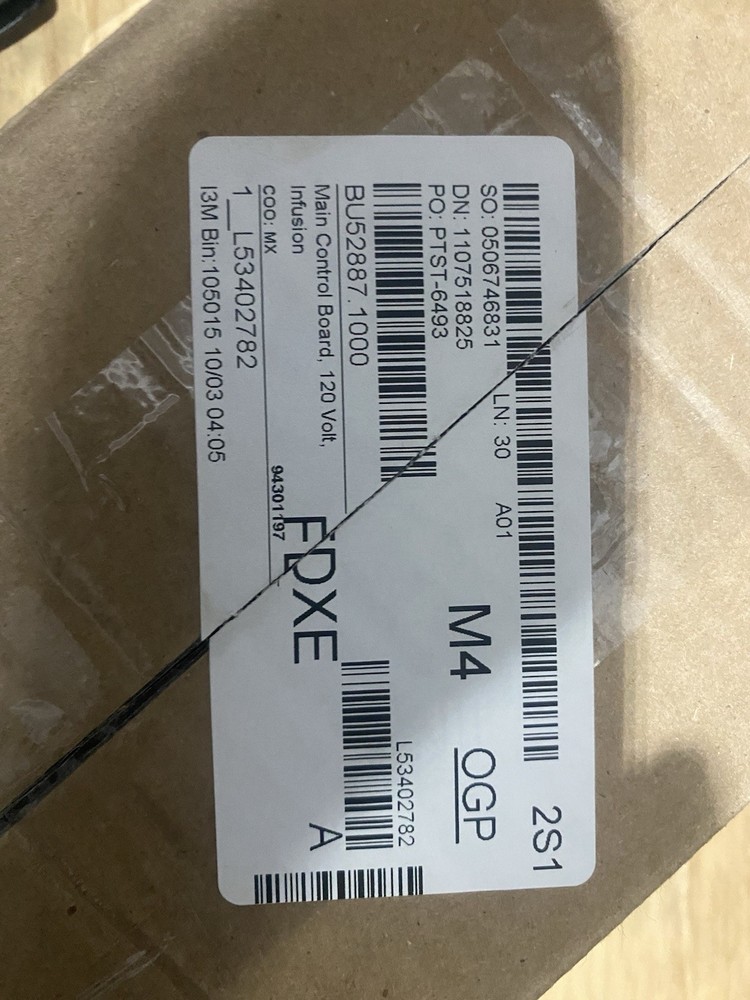 2S1
SO: 0506746831 LN: 30 A01
DN: 1107518825
PO: PTST-6493
M4 OGP
L53402782
BU52887.1000
Main Control Board, 120 Volt,
Infusion
FDXE A
COO: MX 94301197
1 L53402782
I3M Bin:105015 10/03 04:05